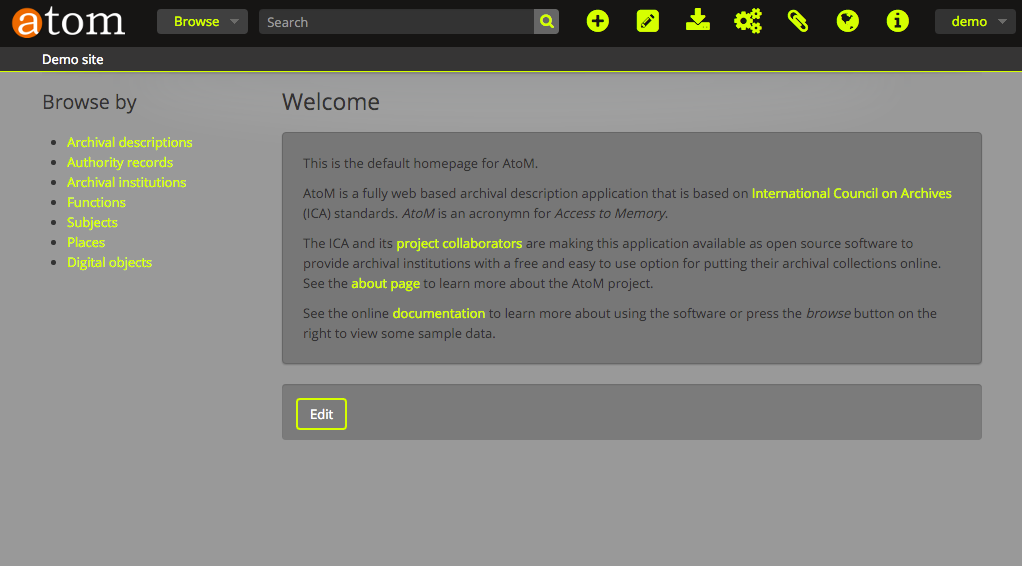 atom
Browse
Search
demo
Demo site
Browse by
Archival descriptions
Authority records
Archival institutions
Functions
Subjects
Places
Digital objects
Welcome
This is the default homepage for AtoM.
AtoM is a fully web based archival description application that is based on International Council on Archives
(ICA) standards. AtoM is an acronymn for Access to Memory.
The ICA and its project collaborators are making this application available as open source software to
provide archival institutions with a free and easy to use option for putting their archival collections online.
See the about page to learn more about the AtoM project.
See the online documentation to learn more about using the software or press the browse button on the
right to view some sample data.
Edit